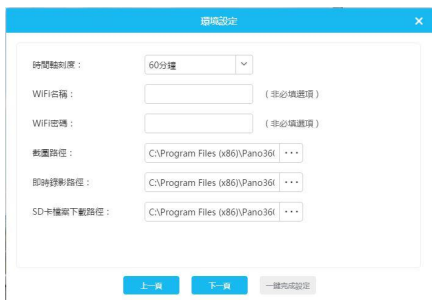 環境設定
時間軸刻度： 60分鐘
WiFi名稱： （非必填選項）
WiFi密碼： （非必填選項）
截圖路徑： C:\Program Files (x86)\Pano36( ···
即時錄影路徑： C:\Program Files (x86)\Pano36( ···
SD卡檔案下載路徑： C:\Program Files (x86)\Pano36( ···
上一頁 下一頁 一鍵完成設定